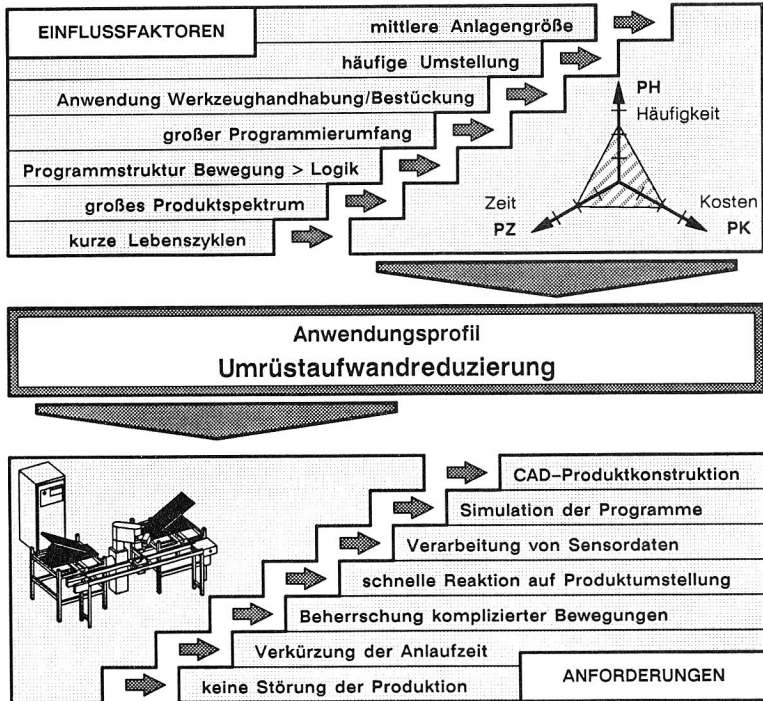 EINFLUSSFAKTOREN
mittlere Anlagengröße
häufige Umstellung
Anwendung Werkzeughandhabung/Bestückung
großer Programmierumfang
Programmstruktur Bewegung > Logik
großes Produktspektrum
kurze Lebenszyklen
PH
Häufigkeit
Zeit
PZ
Kosten
PK
Anwendungsprofil
Umrüstaufwandreduzierung
CAD-Produktkonstruktion
Simulation der Programme
Verarbeitung von Sensordaten
schnelle Reaktion auf Produktumstellung
Beherrschung komplizierter Bewegungen
Verkürzung der Anlaufzeit
keine Störung der Produktion
ANFORDERUNGEN